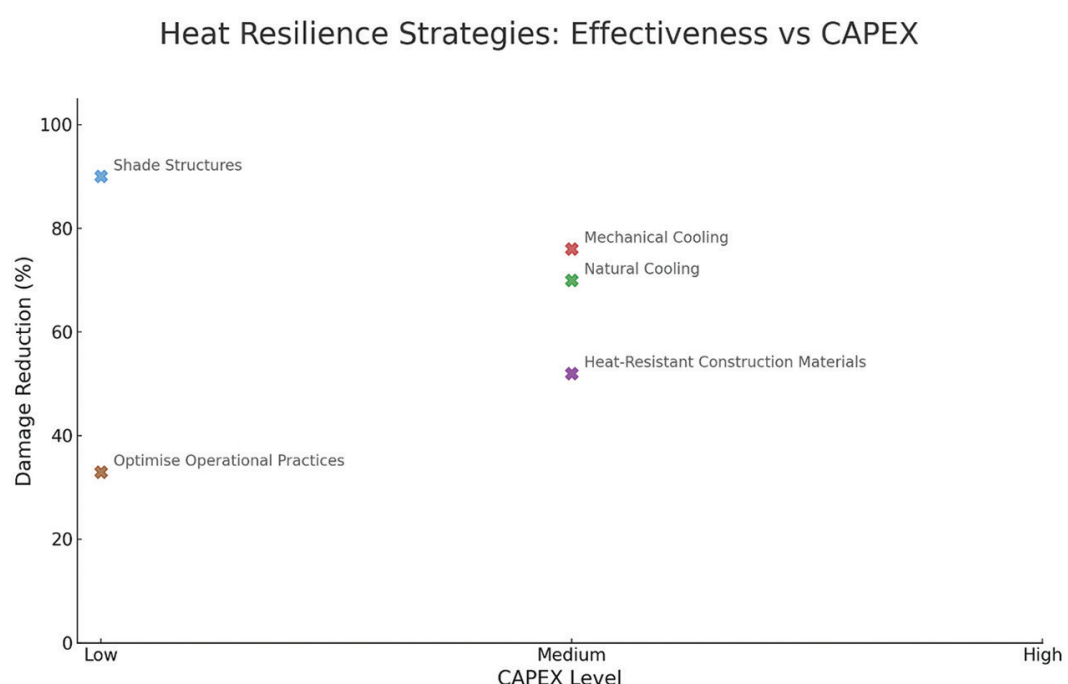 Heat Resilience Strategies: Effectiveness vs CAPEX
100
Shade Structures
80
Mechanical Cooling
Natural Cooling
Damage Reduction (%)
60
Heat-Resistant Construction Materials
40
Optimise Operational Practices
20
0
Low
Medium
High
CAPEX Level